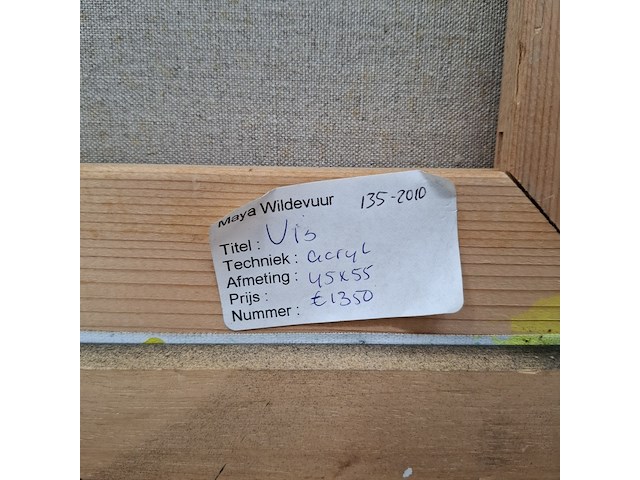 Maya Wildevuur 135-2010
Titel : Vis
Techniek : acryl
Afmeting : 45x55
Prijs : €1350
Nummer :